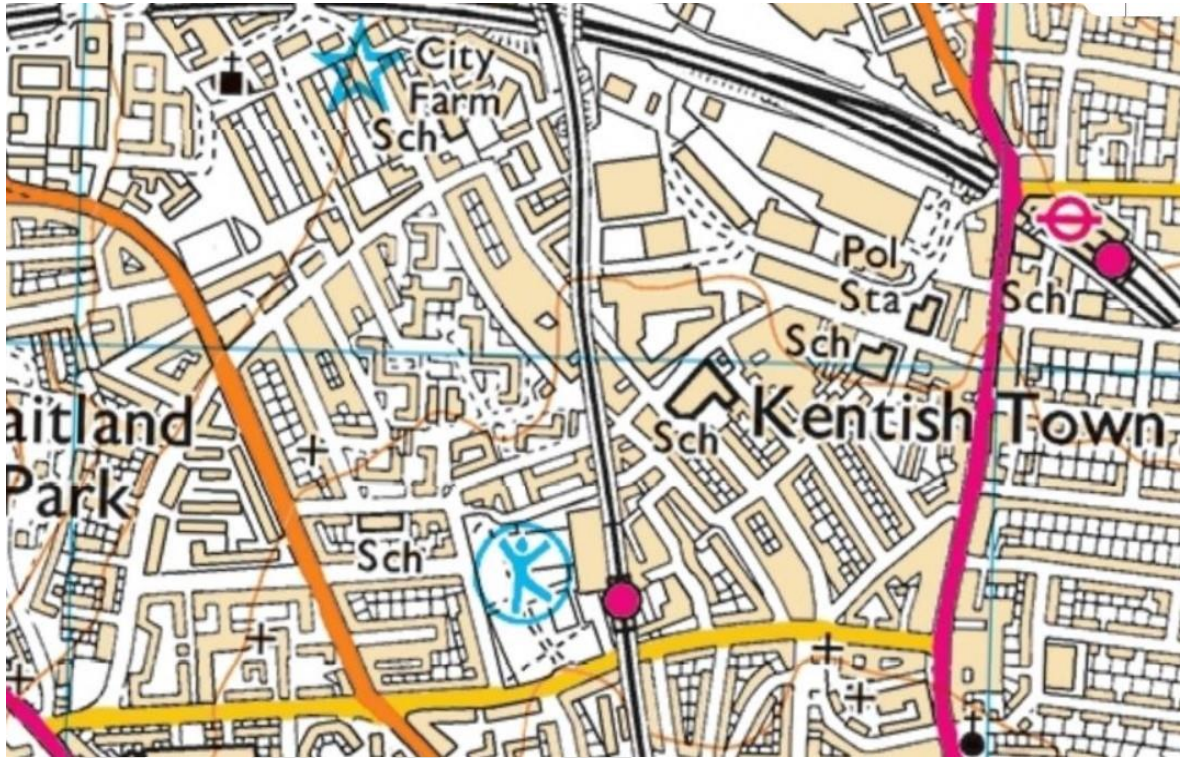 City
Farm
Sch
Pol
Sta
Sch
Sch
aitland
Park
Sch
Kentish Town
Sch